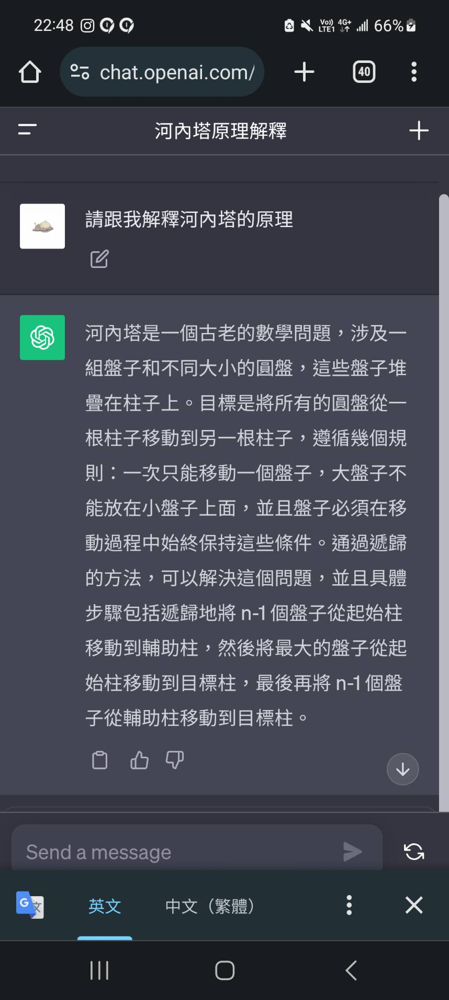 22:48
Vo)) LTE1 4G+ 66%
chat.openai.com/
40
河內塔原理解釋
請跟我解釋河內塔的原理
河內塔是一個古老的數學問題，涉及一
組盤子和不同大小的圓盤，這些盤子堆
疊在柱子上。目標是將所有的圓盤從一
根柱子移動到另一根柱子，遵循幾個規
則：一次只能移動一個盤子，大盤子不
能放在小盤子上面，並且盤子必須在移
動過程中始終保持這些條件。通過遞歸
的方法，可以解決這個問題，並且具體
步驟包括遞歸地將 n-1 個盤子從起始柱
移動到輔助柱，然後將最大的盤子從起
始柱移動到目標柱，最後再將 n-1 個盤
子從輔助柱移動到目標柱。
Send a message
G 文
英文
中文（繁體）